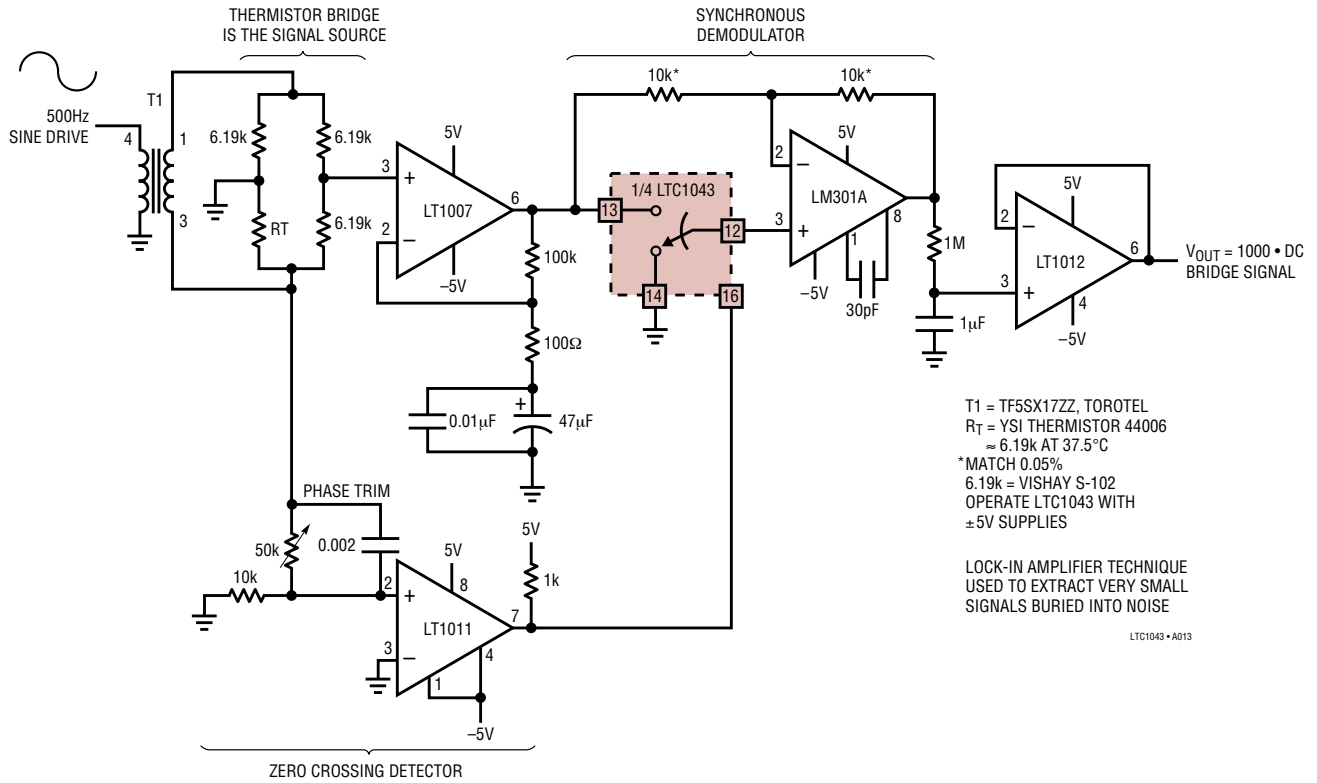 THERMISTOR BRIDGE
IS THE SIGNAL SOURCE
SYNCHRONOUS
DEMODULATOR
500Hz
SINE DRIVE
T1
4
1
3
6.19k
6.19k
RT
6.19k
3
+
2
–
LT1007
5V
–5V
6
100k
100Ω
0.01µF
+
47µF
10k*
10k*
1/4 LTC1043
13
12
14
16
2
–
3
+
5V
LM301A
–5V
1
8
30pF
1M
1µF
2
–
3
+
5V
LT1012
6
4
–5V
VOUT = 1000 • DC
BRIDGE SIGNAL
PHASE TRIM
50k
0.002
10k
2
+
3
–
5V
8
LT1011
7
4
1
–5V
5V
1k
ZERO CROSSING DETECTOR
T1 = TF5SX17ZZ, TOROTEL
RT = YSI THERMISTOR 44006
≈ 6.19k AT 37.5°C
*MATCH 0.05%
6.19k = VISHAY S-102
OPERATE LTC1043 WITH
±5V SUPPLIES
LOCK-IN AMPLIFIER TECHNIQUE
USED TO EXTRACT VERY SMALL
SIGNALS BURIED INTO NOISE
LTC1043 • A013